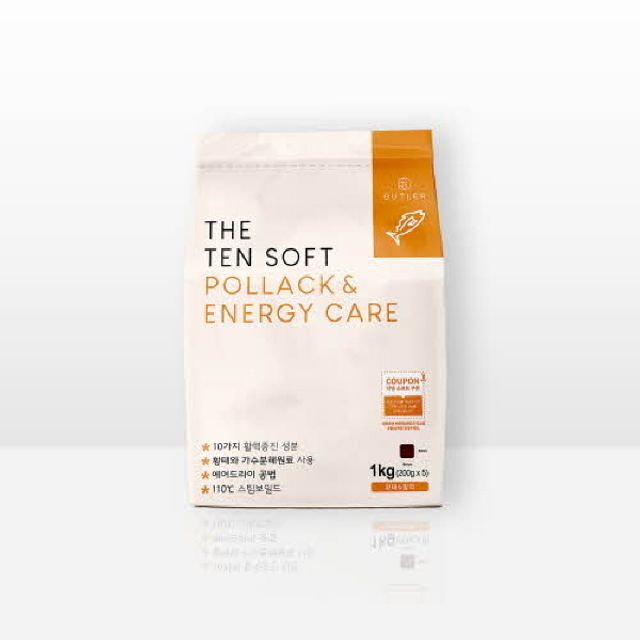 BUTLER
THE
TEN SOFT
POLLACK &
ENERGY CARE
COUPON
* 10가지 활력증진 성분
* 황태와 가수분해원료 사용
* 에어드라이 공법
* 110℃ 스팀보일드
1kg (200g x 5)